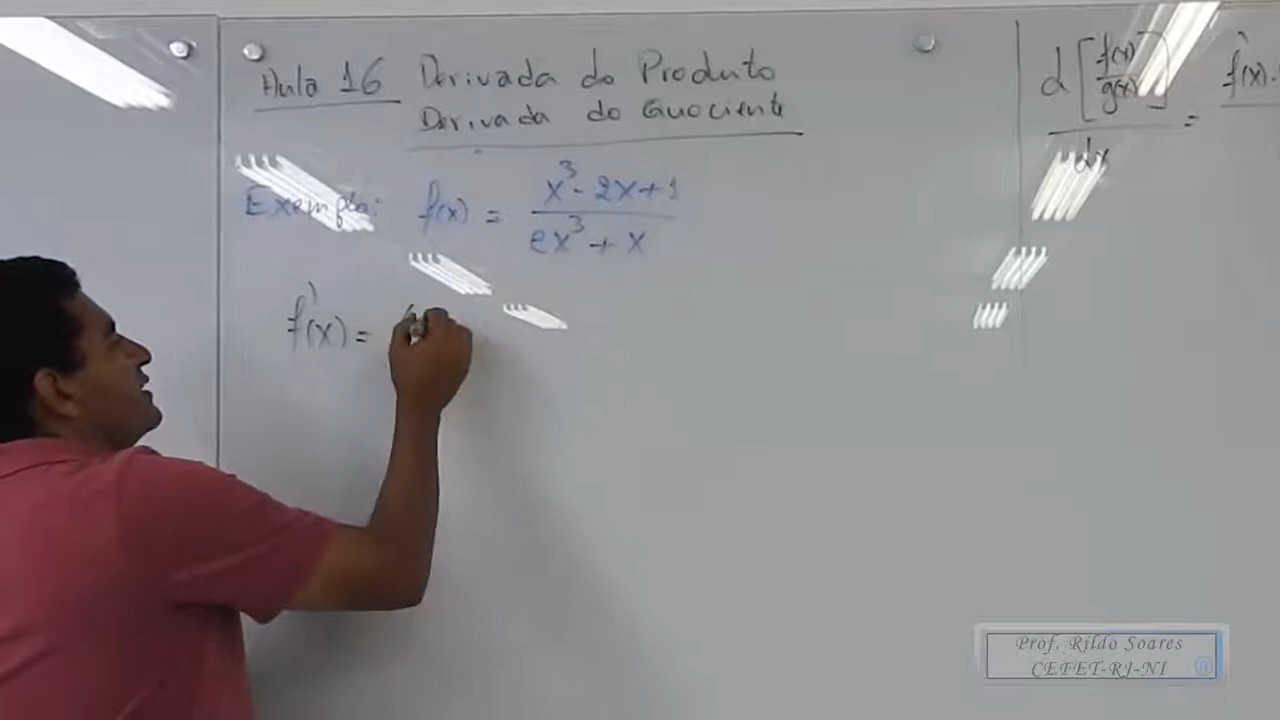 Aula 16 Derivada do Produto
Derivada do Quociente
Exemplo: f(x) = x³ - 2x + 1
ex³ + x
f'(x) = (
d [f(x)
g(x)]
dx
= f'(x).
Prof. Rildo Soares
CEFET-RJ-NI